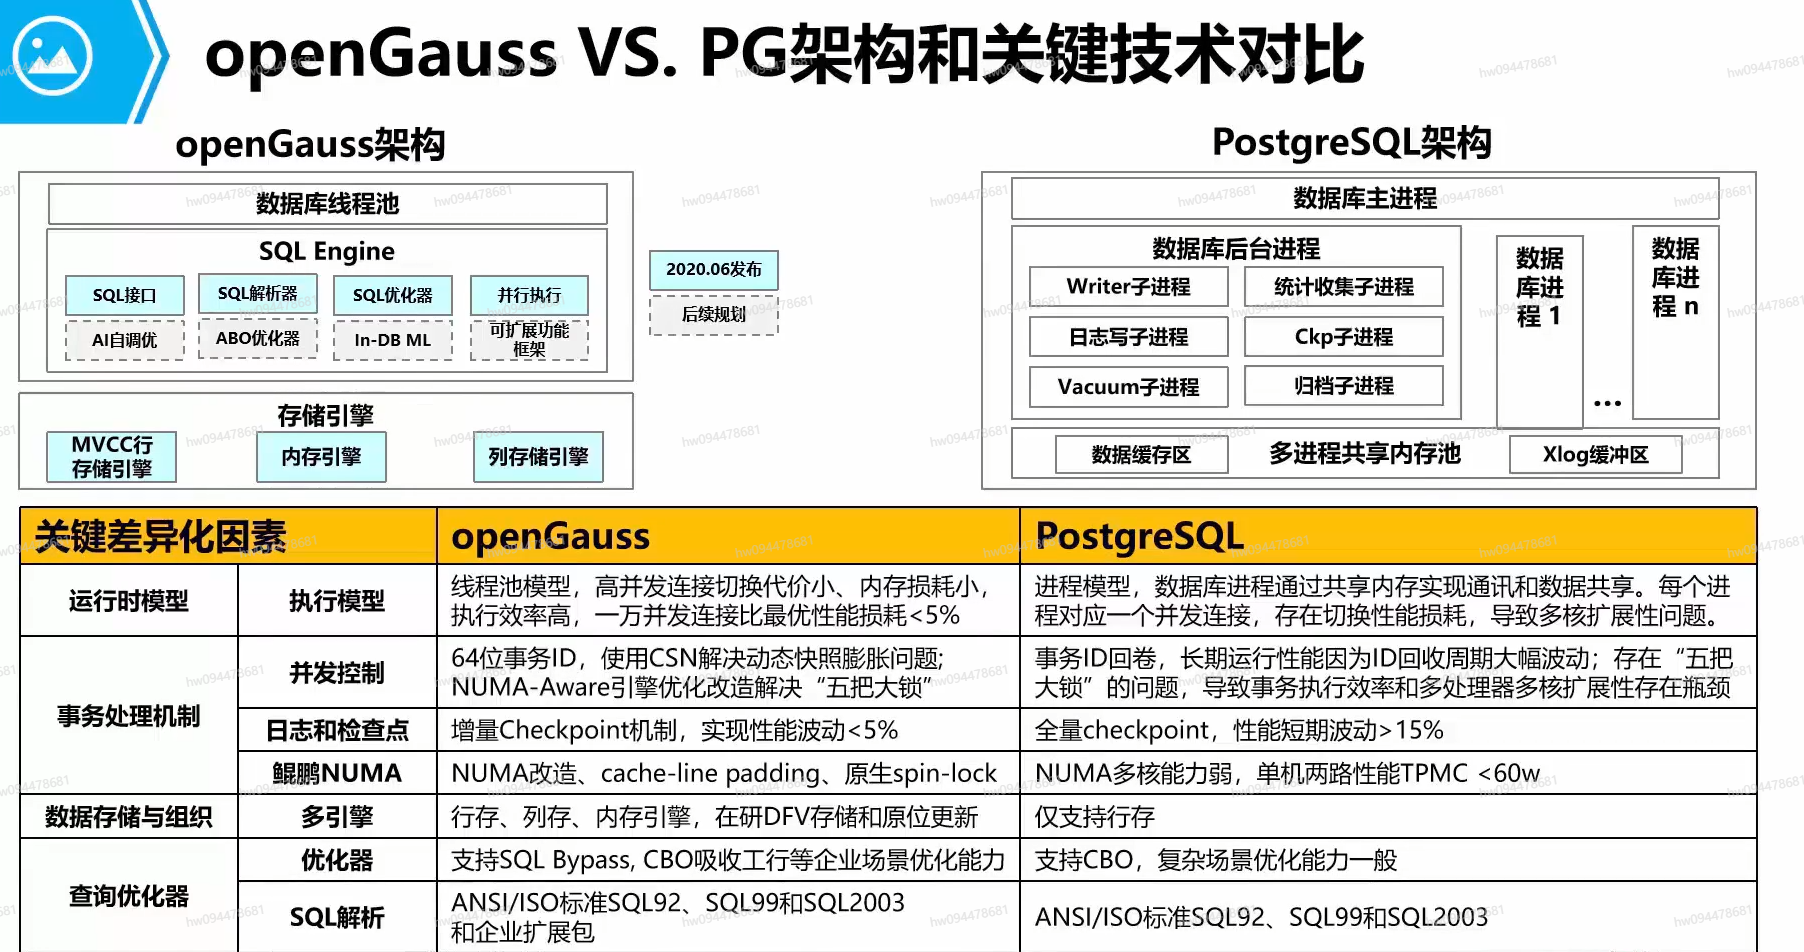 openGauss VS. PG架构和关键技术对比
openGauss架构
数据库线程池
SQL Engine
SQL接口
SQL解析器
SQL优化器
并行执行
AI自调优
ABO优化器
In-DB ML
可扩展功能
框架
存储引擎
MVCC行
存储引擎
内存引擎
列存储引擎
2020.06发布
后续规划
PostgreSQL架构
数据库主进程
数据库后台进程
Writer子进程
统计收集子进程
日志写子进程
Ckp子进程
Vacuum子进程
归档子进程
数据
库进
程 1
...
数据
库进
程 n
数据缓存区
多进程共享内存池
Xlog缓冲区
关键差异化因素
openGauss
PostgreSQL
运行时模型
执行模型
线程池模型，高并发连接切换代价小、内存损耗小，
执行效率高，一万并发连接比最优性能损耗<5%
进程模型，数据库进程通过共享内存实现通讯和数据共享。每个进
程对应一个并发连接，存在切换性能损耗，导致多核扩展性问题。
事务处理机制
并发控制
64位事务ID，使用CSN解决动态快照膨胀问题;
NUMA-Aware引擎优化改造解决“五把大锁”
事务ID回卷，长期运行性能因为ID回收周期大幅波动；存在“五把
大锁”的问题，导致事务执行效率和多处理器多核扩展性存在瓶颈
日志和检查点
增量Checkpoint机制，实现性能波动<5%
全量checkpoint，性能短期波动>15%
鲲鹏NUMA
NUMA改造、cache-line padding、原生spin-lock
NUMA多核能力弱，单机两路性能TPMC <60w
数据存储与组织
多引擎
行存、列存、内存引擎，在研DFV存储和原位更新
仅支持行存
查询优化器
优化器
支持SQL Bypass, CBO吸收工行等企业场景优化能力
支持CBO，复杂场景优化能力一般
SQL解析
ANSI/ISO标准SQL92、SQL99和SQL2003
和企业扩展包
ANSI/ISO标准SQL92、SQL99和SQL2003
hw094478681